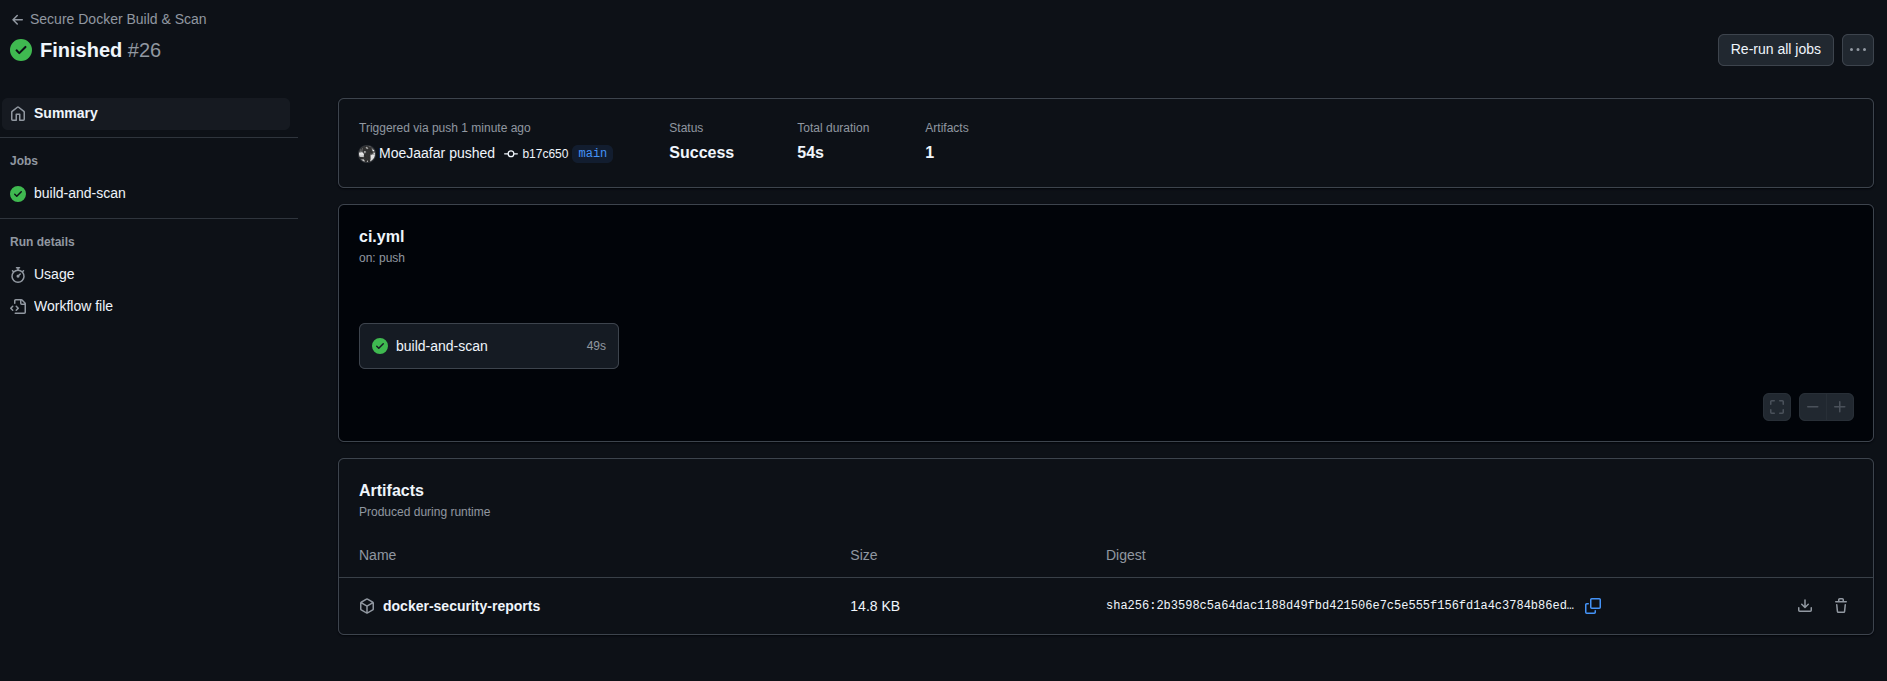 Secure Docker Build & Scan
Finished #26
Re-run all jobs
Summary
Jobs
build-and-scan
Run details
Usage
Workflow file
Triggered via push 1 minute ago
MoeJaafar pushed b17c650 main
Status
Success
Total duration
54s
Artifacts
1
ci.yml
on: push
build-and-scan 49s
Artifacts
Produced during runtime
Name Size Digest
docker-security-reports 14.8 KB sha256:2b3598c5a64dac1188d49fbd421506e7c5e555f156fd1a4c3784b86ed…